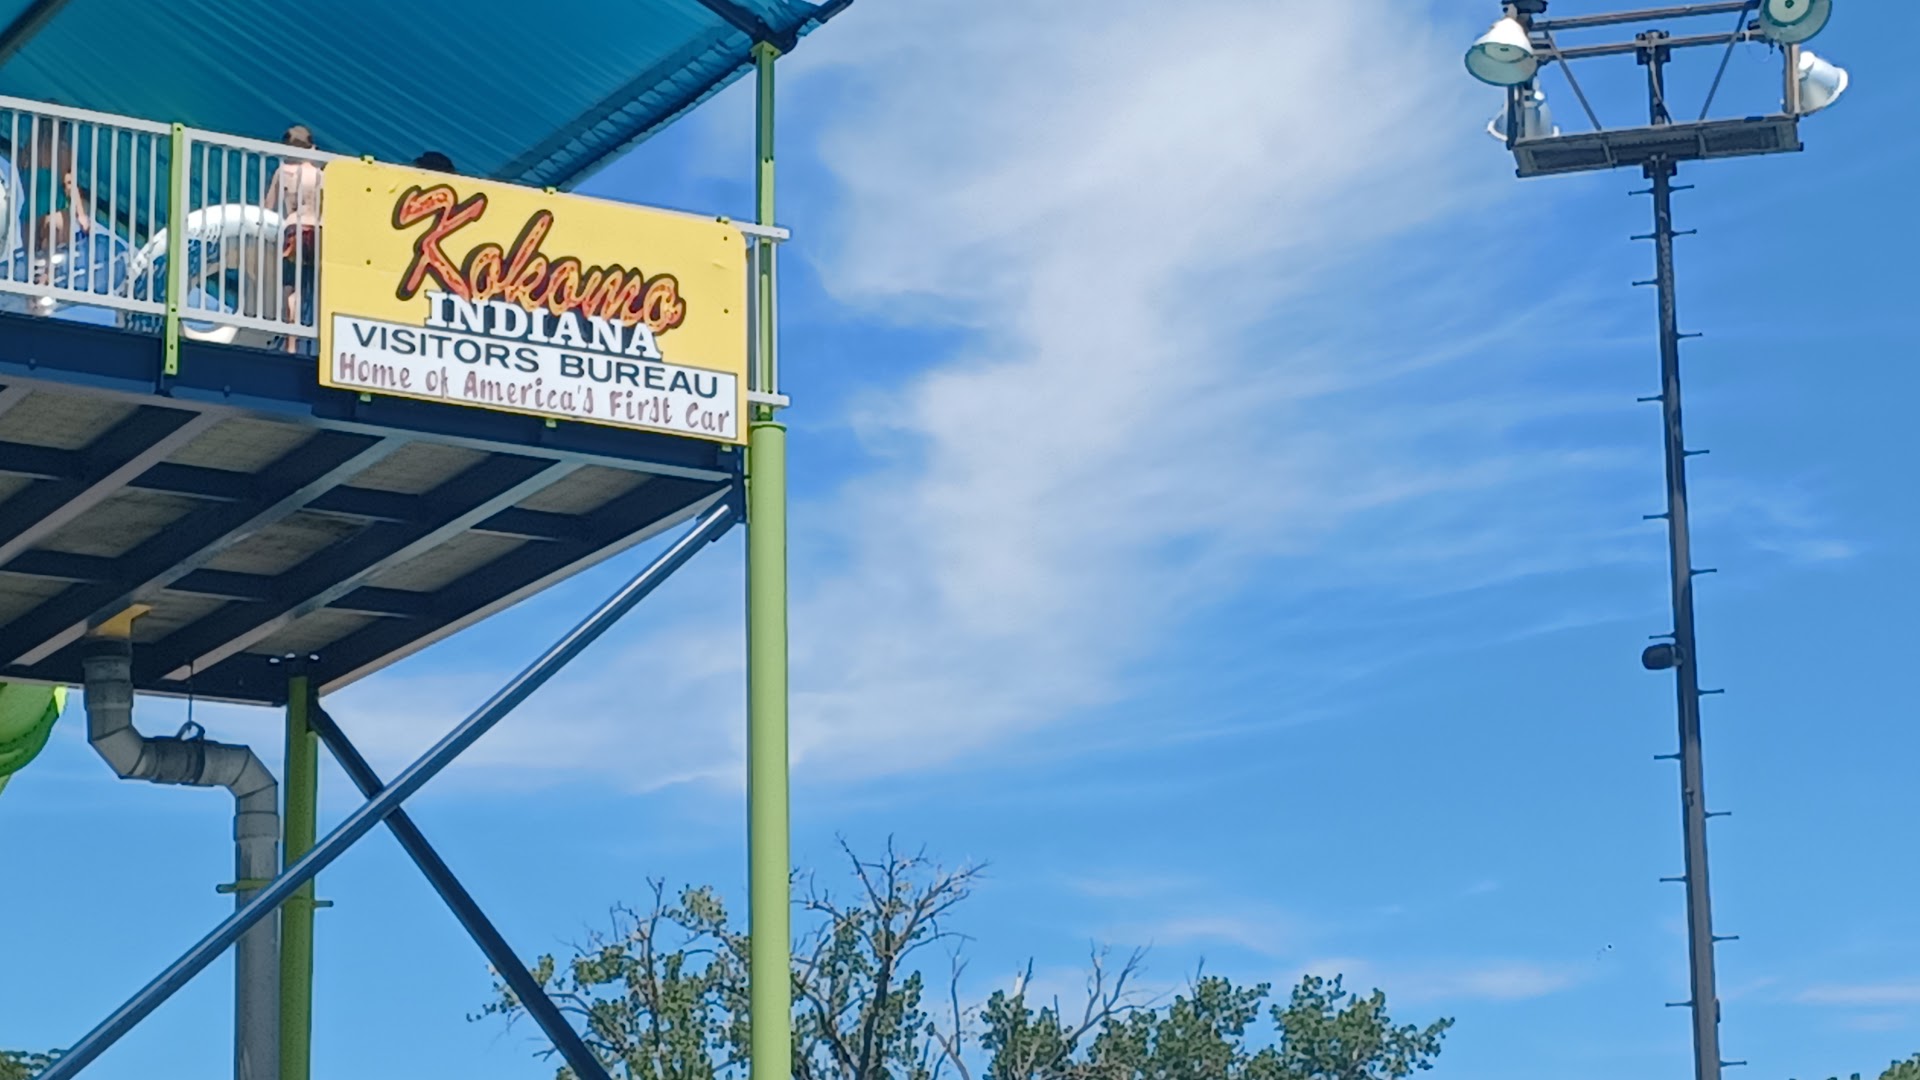 Kokomo
INDIANA
VISITORS BUREAU
Home of America's First Car